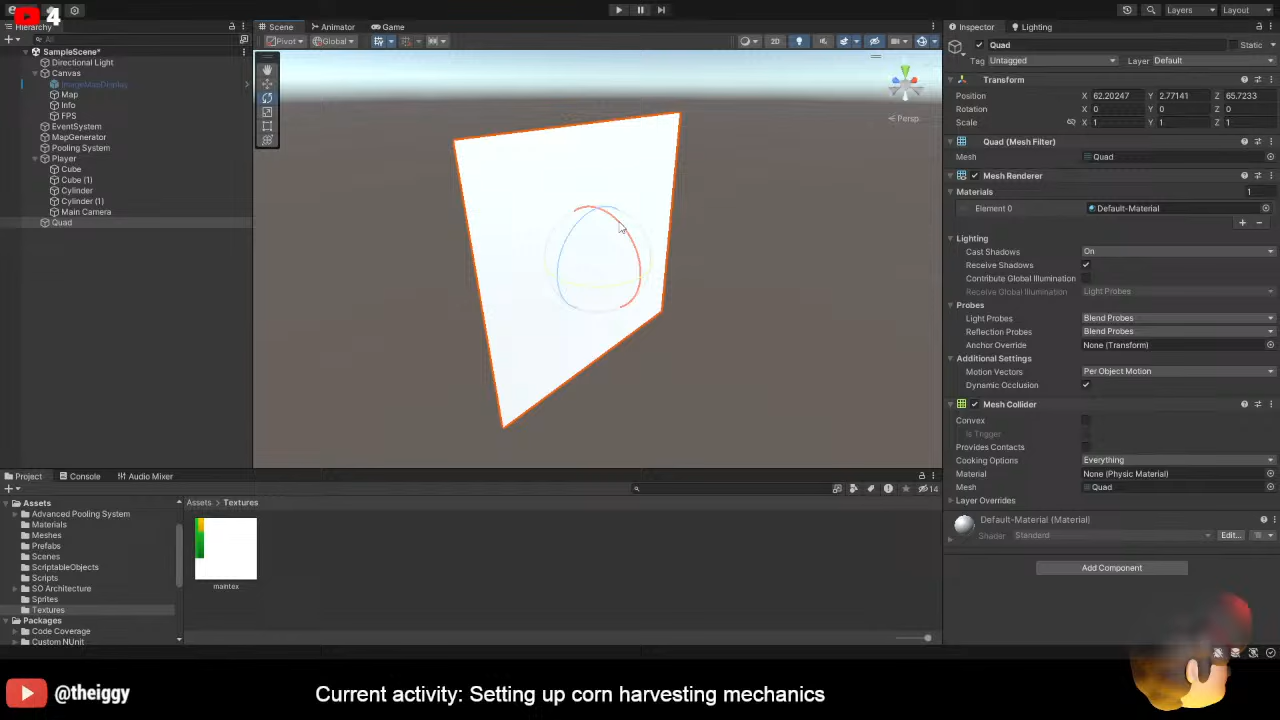 4
Layers
Layout
Hierarchy
All
SampleScene*
Directional Light
Canvas
ImageMapDisplay
Map
Info
FPS
EventSystem
MapGenerator
Pooling System
Player
Cube
Cube (1)
Cylinder
Cylinder (1)
Main Camera
Quad
Scene
Animator
Game
Pivot
Global
2D
Persp
Inspector
Lighting
Quad
Static
Tag
Untagged
Layer
Default
Transform
Position
X
62.20247
Y
2.77141
Z
65.7233
Rotation
X
0
Y
0
Z
0
Scale
X
1
Y
1
Z
1
Quad (Mesh Filter)
Mesh
Quad
Mesh Renderer
Materials
1
Element 0
Default-Material
Lighting
Cast Shadows
On
Receive Shadows
Contribute Global Illumination
Receive Global Illumination
Light Probes
Probes
Light Probes
Blend Probes
Reflection Probes
Blend Probes
Anchor Override
None (Transform)
Additional Settings
Motion Vectors
Per Object Motion
Dynamic Occlusion
Mesh Collider
Convex
Is Trigger
Provides Contacts
Cooking Options
Everything
Material
None (Physic Material)
Mesh
Quad
Layer Overrides
Default-Material (Material)
Shader
Standard
Edit...
Add Component
Project
Console
Audio Mixer
14
Assets
Advanced Pooling System
Materials
Meshes
Prefabs
Scenes
ScriptableObjects
Scripts
SO Architecture
Sprites
Textures
Packages
Code Coverage
Custom NUnit
Assets > Textures
maintex
@theiggy
Current activity: Setting up corn harvesting mechanics